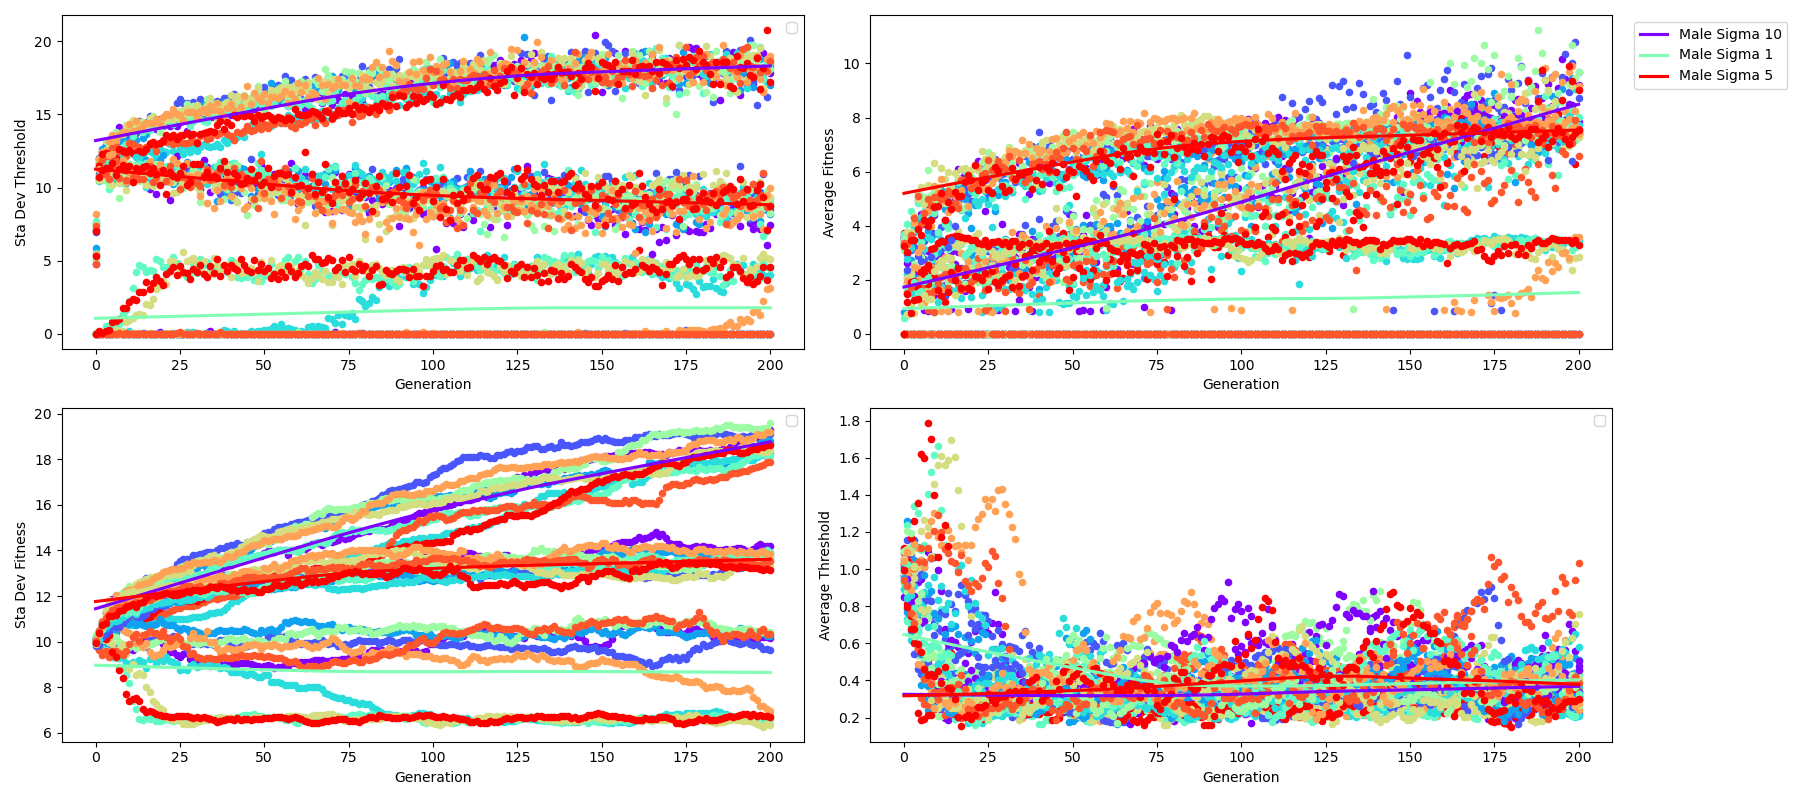 Sta Dev Threshold
20
15
10
5
0
0 25 50 75 100 125 150 175 200
Generation
Average Fitness
10
8
6
4
2
0
0 25 50 75 100 125 150 175 200
Generation
Male Sigma 10
Male Sigma 1
Male Sigma 5
Sta Dev Fitness
20
18
16
14
12
10
8
6
0 25 50 75 100 125 150 175 200
Generation
Average Threshold
1.8
1.6
1.4
1.2
1.0
0.8
0.6
0.4
0.2
0 25 50 75 100 125 150 175 200
Generation